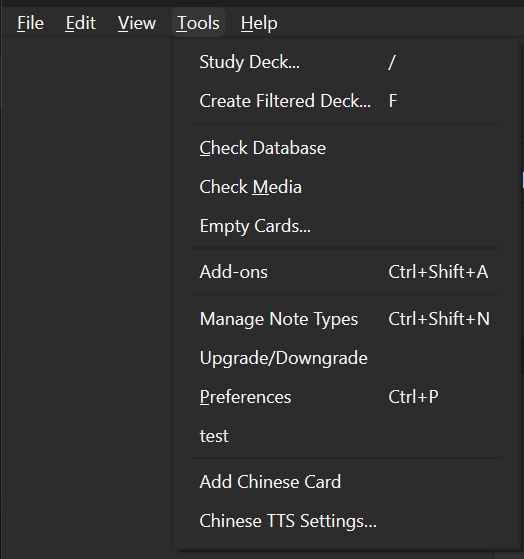 File Edit View Tools Help
Study Deck... /
Create Filtered Deck... F
Check Database
Check Media
Empty Cards...
Add-ons Ctrl+Shift+A
Manage Note Types Ctrl+Shift+N
Upgrade/Downgrade
Preferences Ctrl+P
test
Add Chinese Card
Chinese TTS Settings...